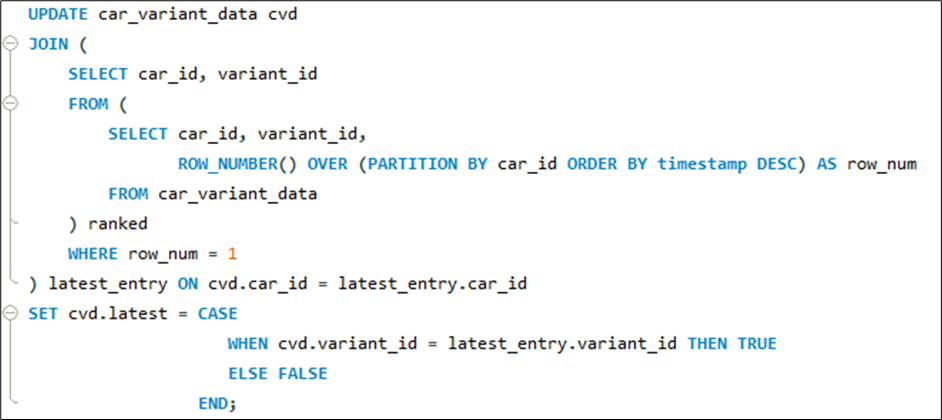 UPDATE car_variant_data cvd
JOIN (
SELECT car_id, variant_id
FROM (
SELECT car_id, variant_id,
ROW_NUMBER() OVER (PARTITION BY car_id ORDER BY timestamp DESC) AS row_num
FROM car_variant_data
) ranked
WHERE row_num = 1
) latest_entry ON cvd.car_id = latest_entry.car_id
SET cvd.latest = CASE
WHEN cvd.variant_id = latest_entry.variant_id THEN TRUE
ELSE FALSE
END;